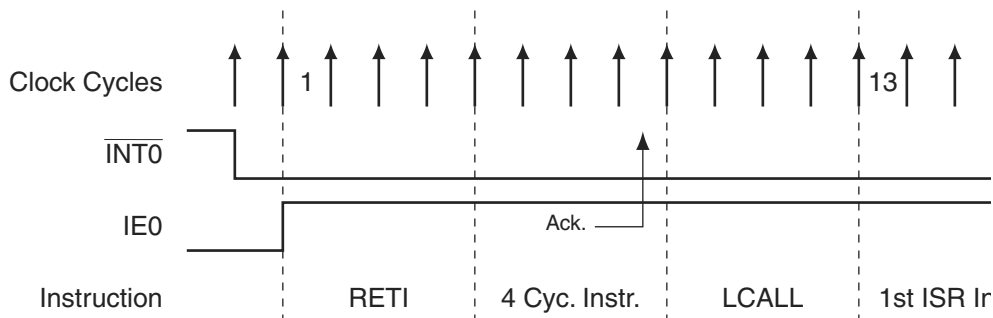 Clock Cycles 1 13
INT0
IE0
Ack.
Instruction RETI 4 Cyc. Instr. LCALL 1st ISR In